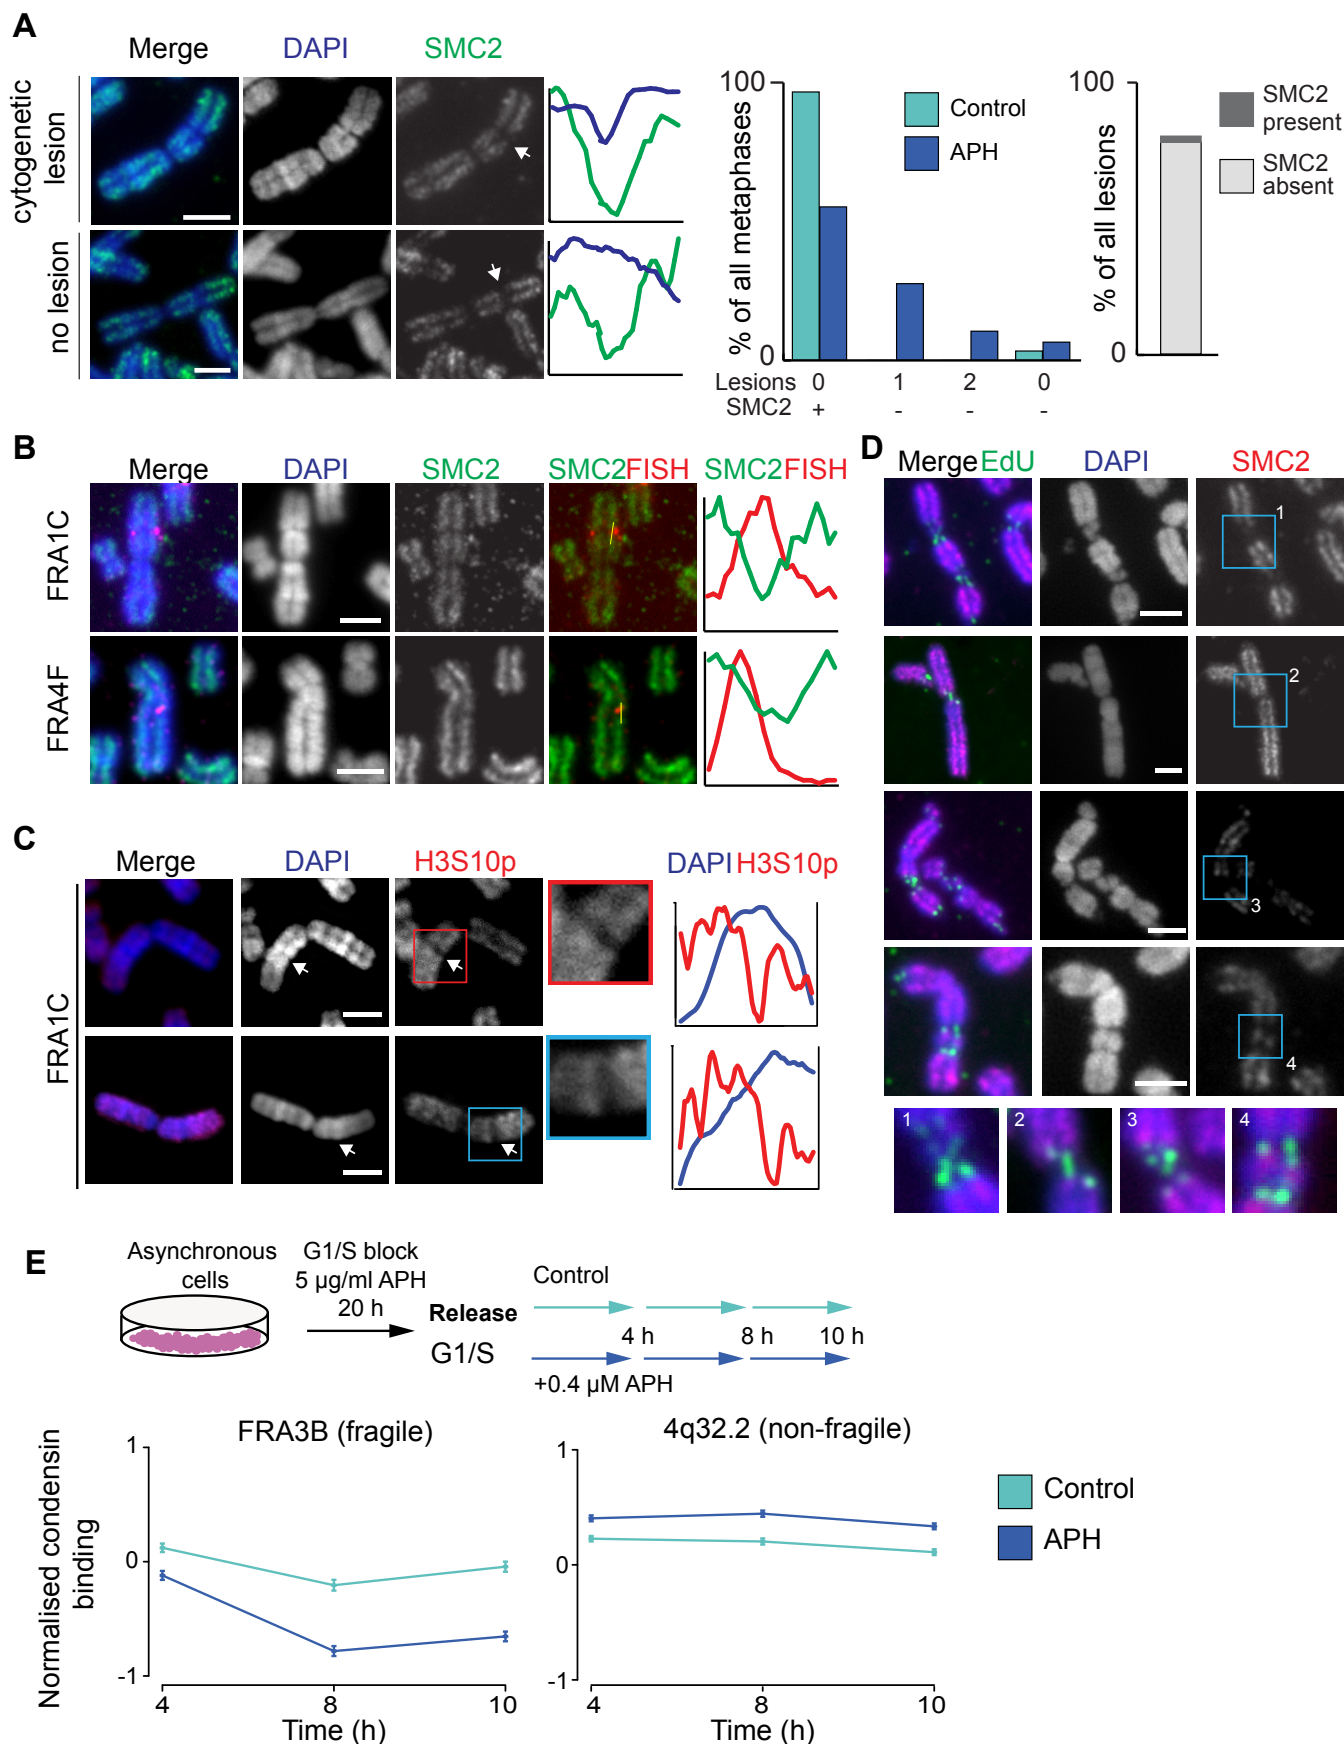 A
Merge DAPI SMC2
cytogenetic
lesion
no lesion
% of all metaphases
100
0
Control
APH
Lesions 0 1 2 0
SMC2 + - - -
% of all lesions
100
0
SMC2
present
SMC2
absent
B
Merge DAPI SMC2 SMC2FISH SMC2FISH
FRA1C
FRA4F
C
Merge DAPI H3S10p DAPI H3S10p
FRA1C
D
Merge EdU DAPI SMC2
1
2
3
4
1 2 3 4
E
Asynchronous
cells
G1/S block
5 µg/ml APH
20 h
Release
G1/S
Control
4 h 8 h 10 h
+0.4 µM APH
FRA3B (fragile)
Normalised condensin
binding
1
0
-1
4 8 10
Time (h)
4q32.2 (non-fragile)
1
0
-1
4 8 10
Time (h)
Control
APH